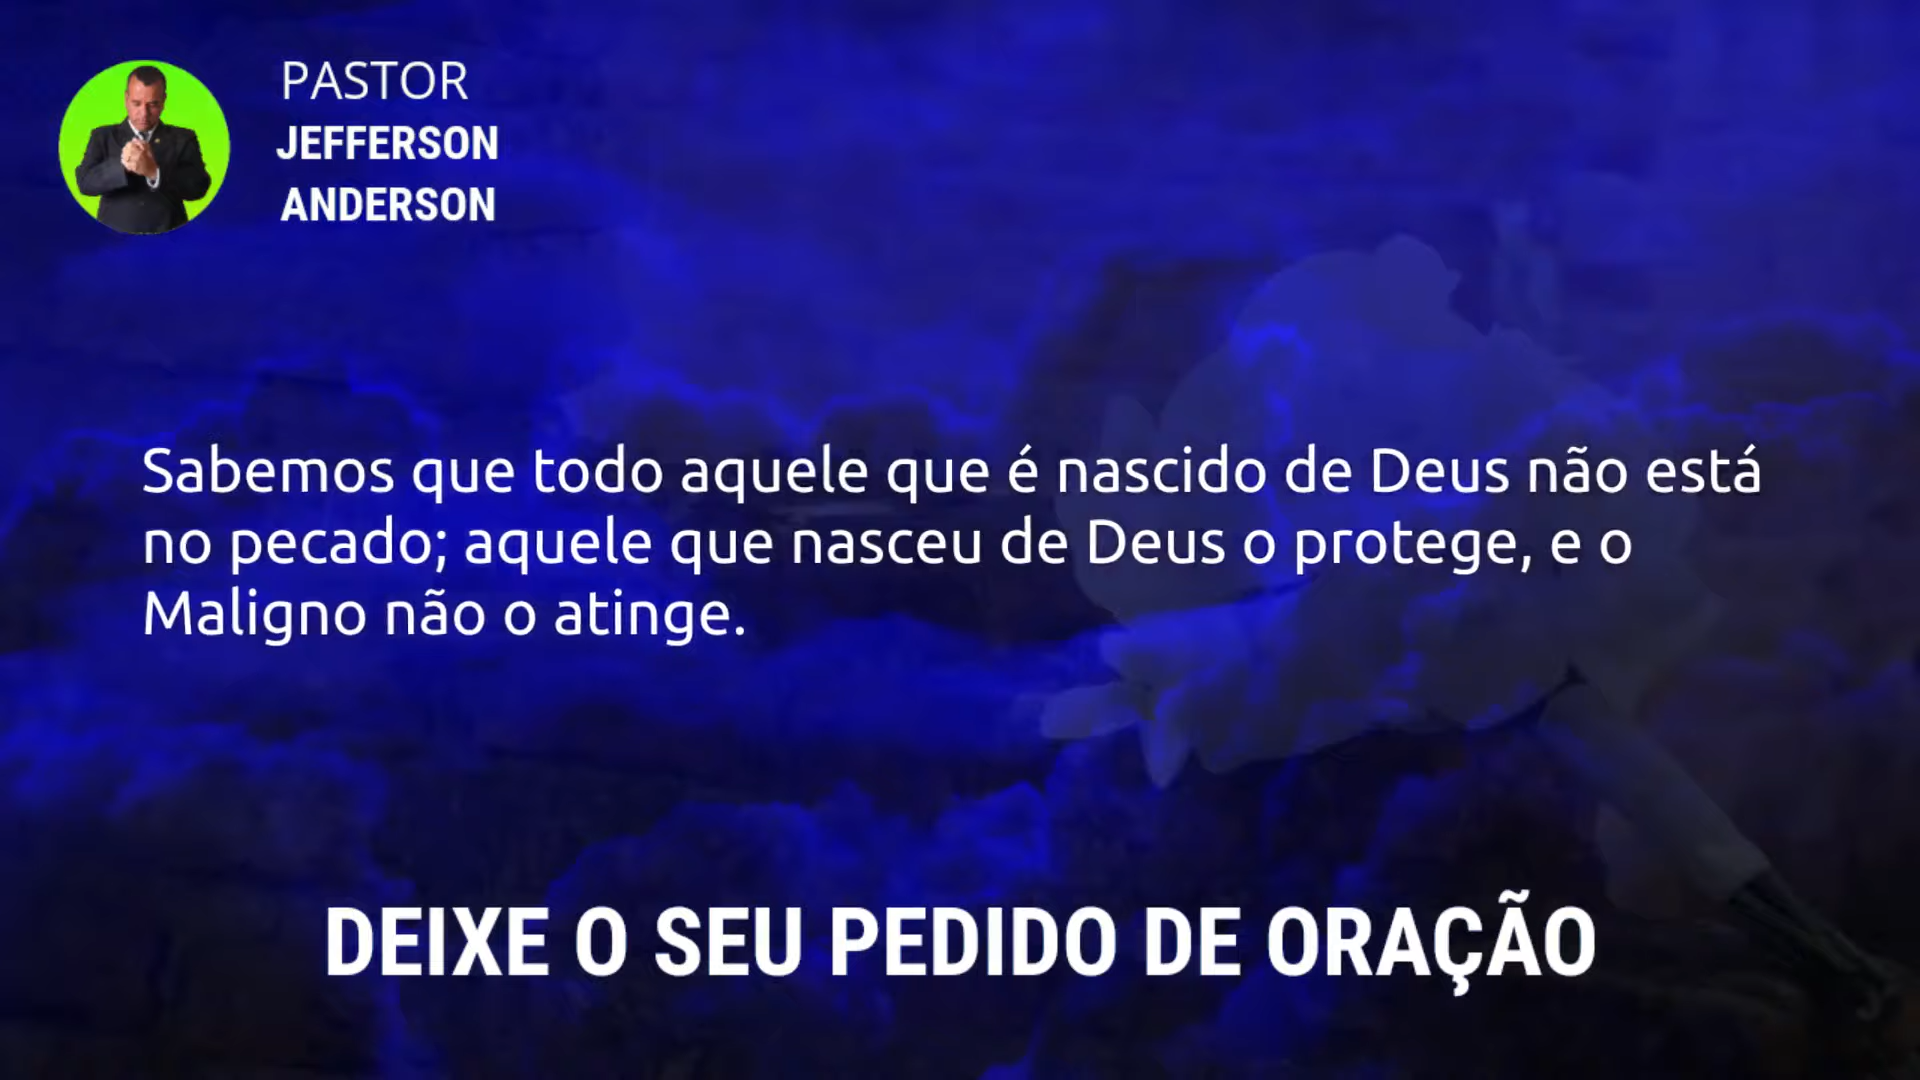 PASTOR
JEFFERSON
ANDERSON
Sabemos que todo aquele que é nascido de Deus não está
no pecado; aquele que nasceu de Deus o protege, e o
Maligno não o atinge.
DEIXE O SEU PEDIDO DE ORAÇÃO